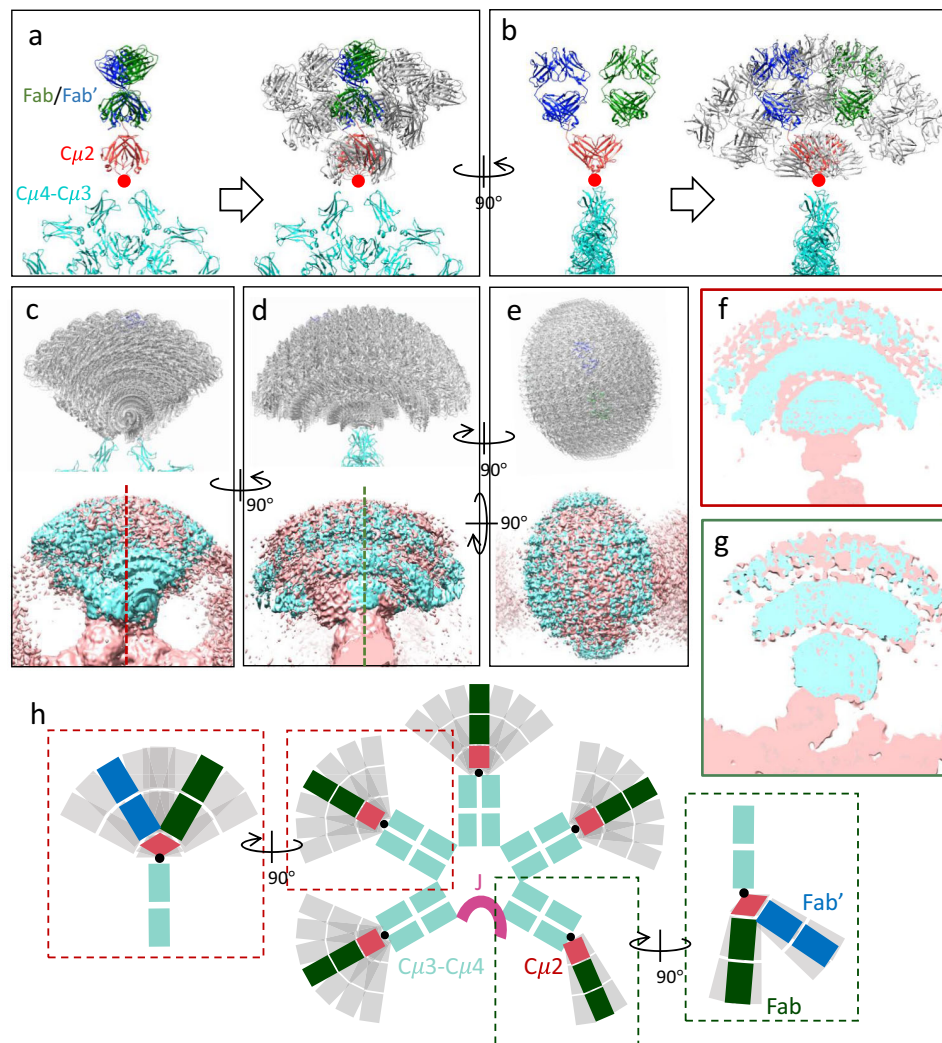 a
b
Fab/Fab’
Cμ2
Cμ4-Cμ3
90°
c
d
e
f
90°
90°
90°
g
h
90°
J
Fab’
Cμ3-Cμ4
Cμ2
90°
Fab